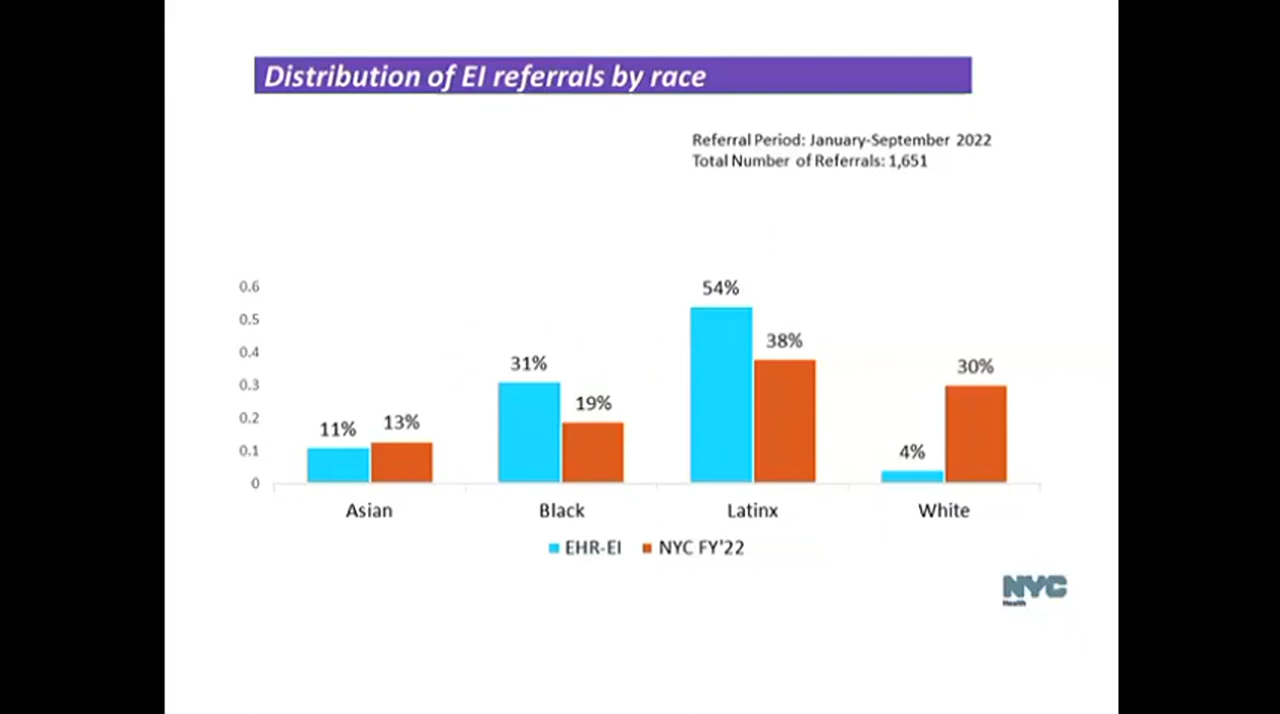 Distribution of EI referrals by race
Referral Period: January-September 2022
Total Number of Referrals: 1,651
0.6
0.5
0.4
0.3
0.2
0.1
0
11%
13%
31%
19%
54%
38%
4%
30%
Asian
Black
Latinx
White
EHR-EI
NYC FY'22
NYC
Health